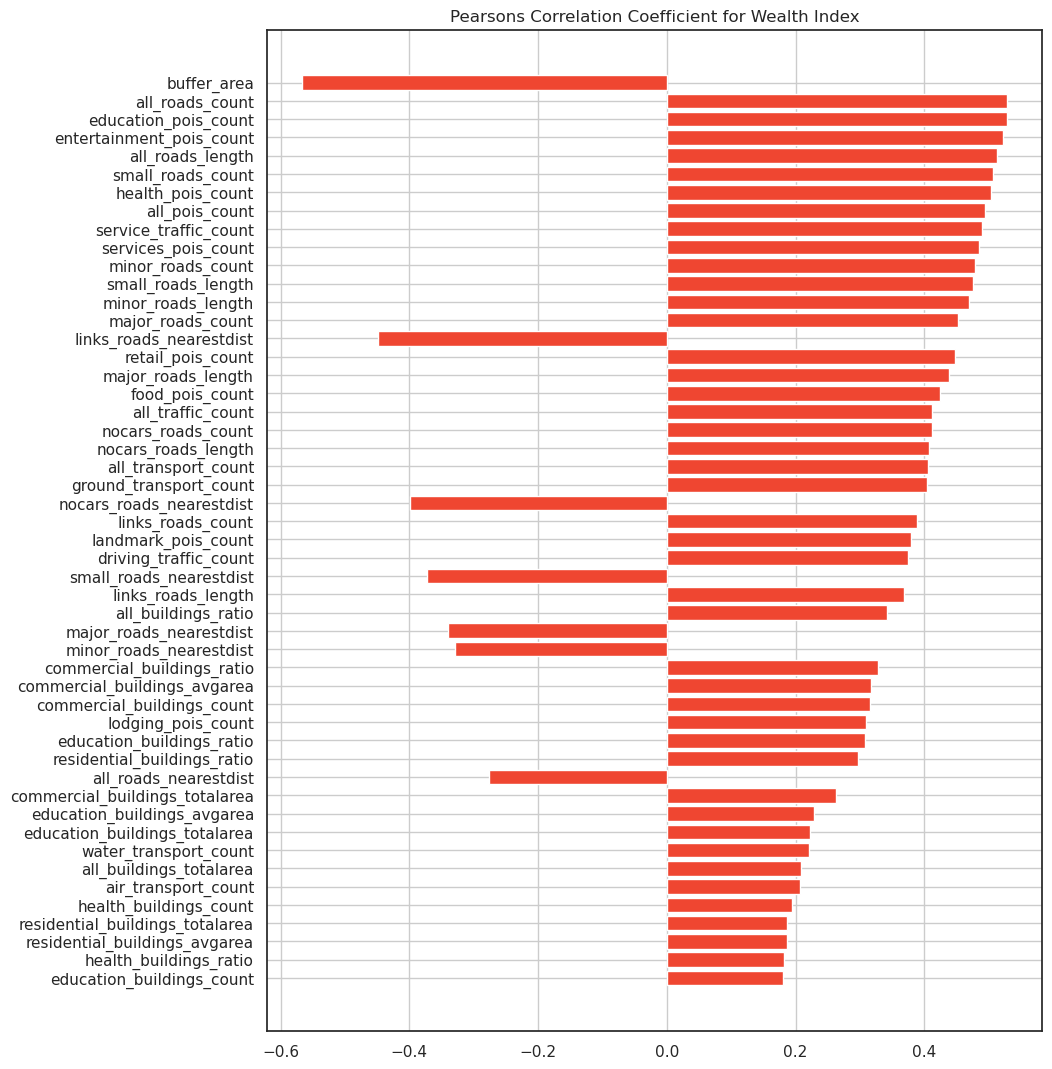 Pearsons Correlation Coefficient for Wealth Index
buffer_area
all_roads_count
education_pois_count
entertainment_pois_count
all_roads_length
small_roads_count
health_pois_count
all_pois_count
service_traffic_count
services_pois_count
minor_roads_count
small_roads_length
minor_roads_length
major_roads_count
links_roads_nearestdist
retail_pois_count
major_roads_length
food_pois_count
all_traffic_count
nocars_roads_count
nocars_roads_length
all_transport_count
ground_transport_count
nocars_roads_nearestdist
links_roads_count
landmark_pois_count
driving_traffic_count
small_roads_nearestdist
links_roads_length
all_buildings_ratio
major_roads_nearestdist
minor_roads_nearestdist
commercial_buildings_ratio
commercial_buildings_avgarea
commercial_buildings_count
lodging_pois_count
education_buildings_ratio
residential_buildings_ratio
all_roads_nearestdist
commercial_buildings_totalarea
education_buildings_avgarea
education_buildings_totalarea
water_transport_count
all_buildings_totalarea
air_transport_count
health_buildings_count
residential_buildings_totalarea
residential_buildings_avgarea
health_buildings_ratio
education_buildings_count
−0.6 −0.4 −0.2 0.0 0.2 0.4